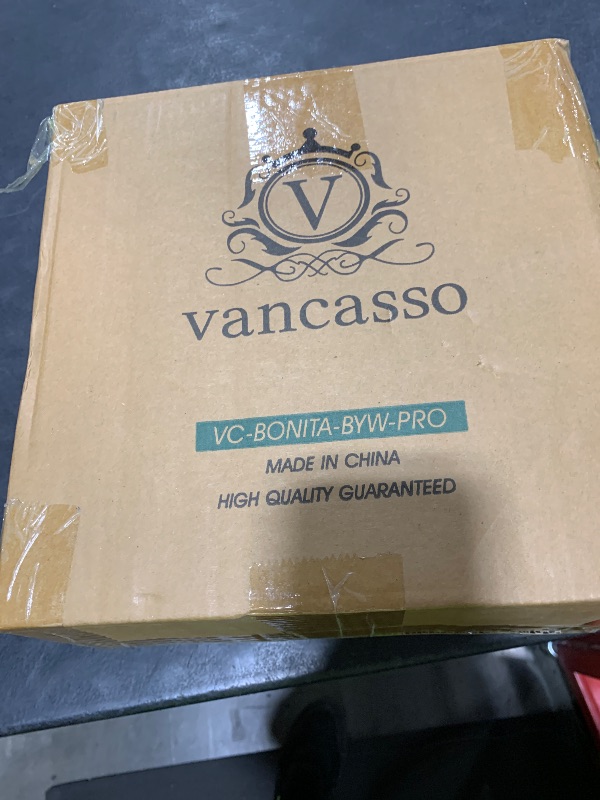 V
vancasso
VC-BONITA-BYW-PRO
MADE IN CHINA
HIGH QUALITY GUARANTEED